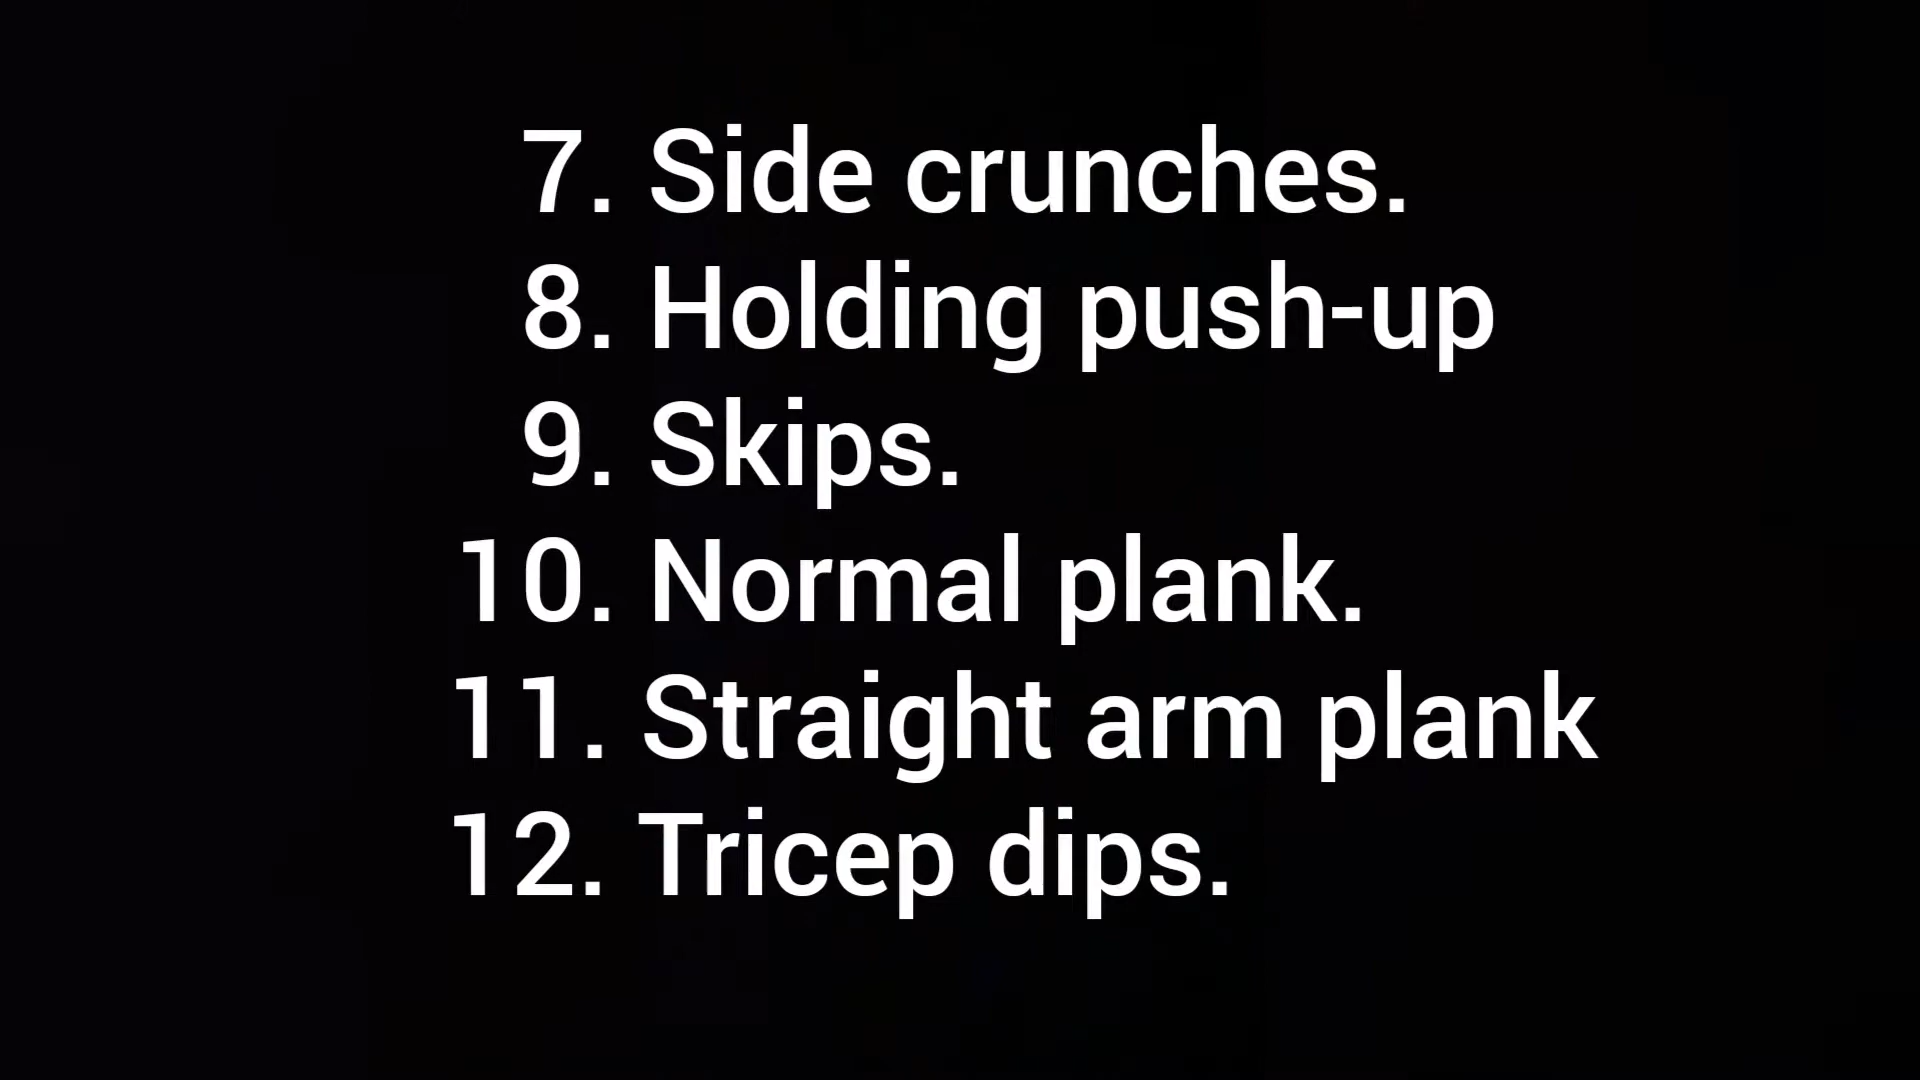 7. Side crunches.
8. Holding push-up
9. Skips.
10. Normal plank.
11. Straight arm plank
12. Tricep dips.